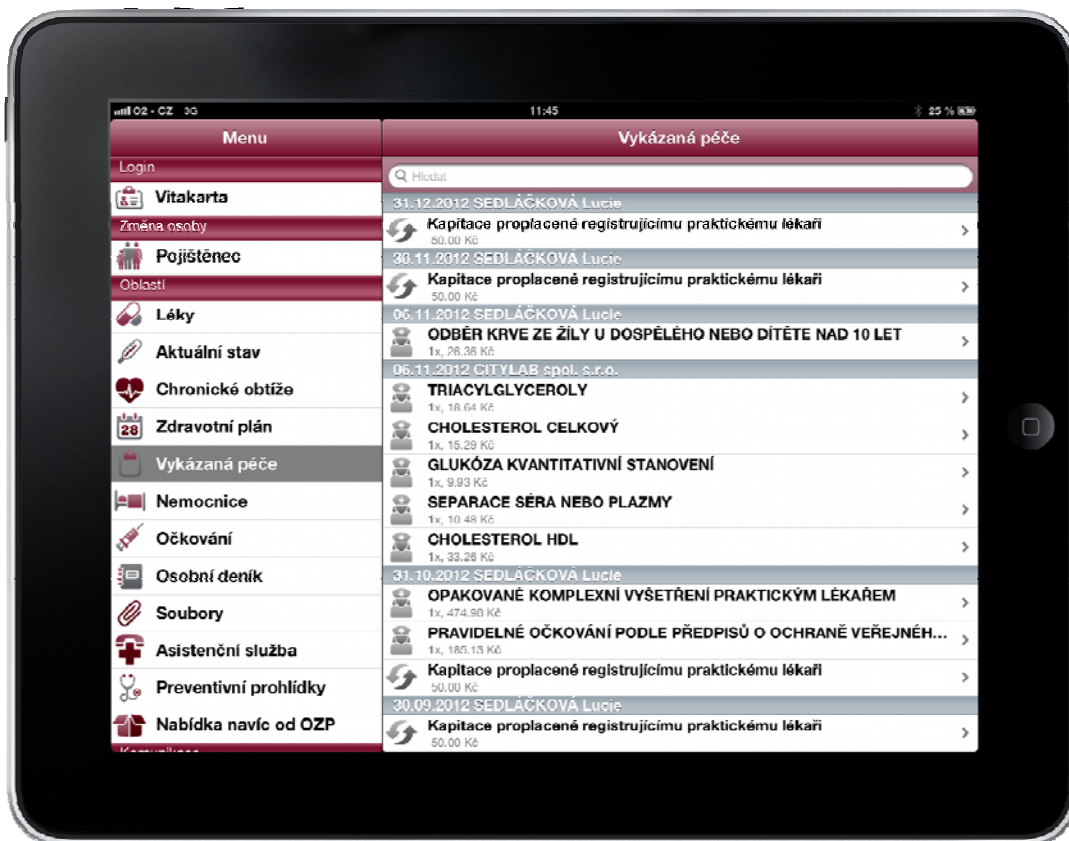 O2 - CZ 3G
11:45
25 %
Menu
Vykázaná péče
Login
Vitakarta
Změna osoby
Pojištěnec
Oblasti
Léky
Aktuální stav
Chronické obtíže
28
Zdravotní plán
Vykázaná péče
Nemocnice
Očkování
Osobní deník
Soubory
Asistenční služba
Preventivní prohlídky
Nabídka navíc od OZP
Komunikace
Hledat
31.12.2012 SEDLÁČKOVÁ Lucie
Kapitace proplacené registrujícímu praktickému lékaři
50.00 Kč
30.11.2012 SEDLÁČKOVÁ Lucie
Kapitace proplacené registrujícímu praktickému lékaři
50.00 Kč
06.11.2012 SEDLÁČKOVÁ Lucie
ODBĚR KRVE ZE ŽÍLY U DOSPĚLÉHO NEBO DÍTĚTE NAD 10 LET
1x, 26.36 Kč
06.11.2012 CITYLAB spol. s.r.o.
TRIACYLGLYCEROLY
1x, 18.64 Kč
CHOLESTEROL CELKOVÝ
1x, 15.29 Kč
GLUKÓZA KVANTITATIVNÍ STANOVENÍ
1x, 9.93 Kč
SEPARACE SÉRA NEBO PLAZMY
1x, 10.48 Kč
CHOLESTEROL HDL
1x, 33.26 Kč
31.10.2012 SEDLÁČKOVÁ Lucie
OPAKOVANÉ KOMPLEXNÍ VYŠETŘENÍ PRAKTICKÝM LÉKAŘEM
1x, 474.98 Kč
PRAVIDELNÉ OČKOVÁNÍ PODLE PŘEDPISŮ O OCHRANĚ VEŘEJNÉH...
1x, 185.13 Kč
Kapitace proplacené registrujícímu praktickému lékaři
50.00 Kč
30.09.2012 SEDLÁČKOVÁ Lucie
Kapitace proplacené registrujícímu praktickému lékaři
50.00 Kč